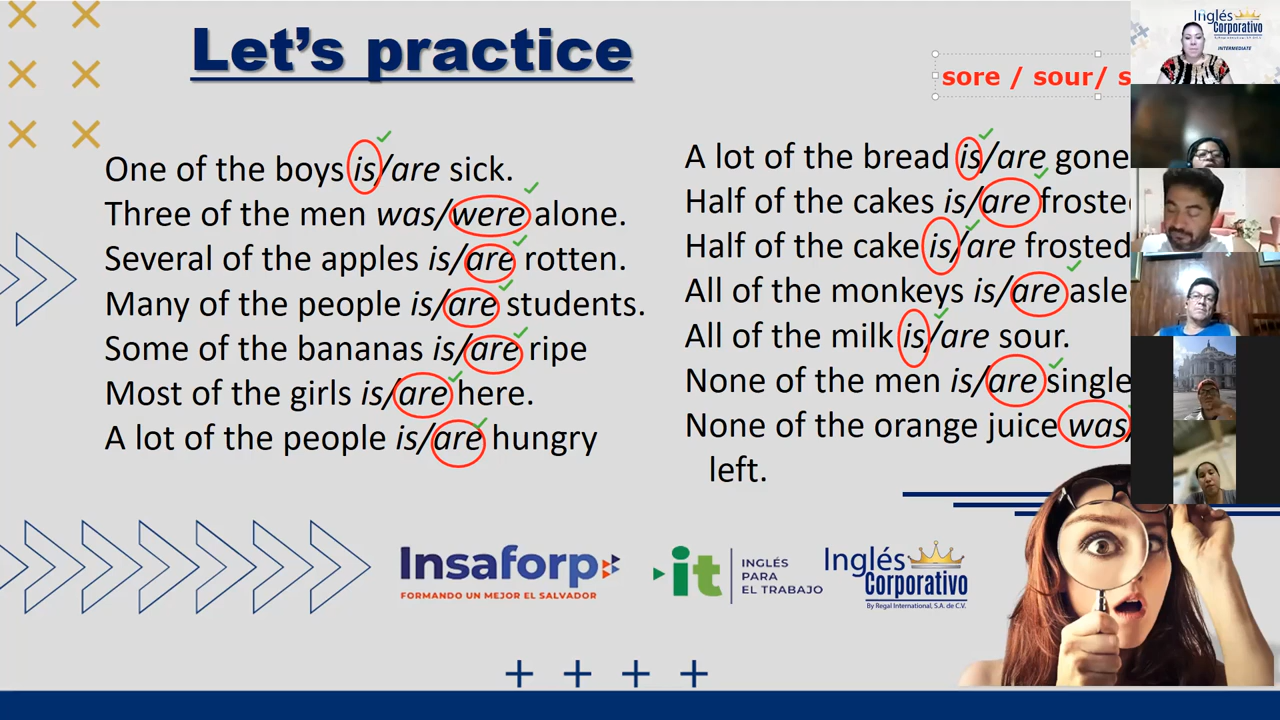 Let's practice
sore / sour/ s
One of the boys is/are sick.
Three of the men was/were alone.
Several of the apples is/are rotten.
Many of the people is/are students.
Some of the bananas is/are ripe
Most of the girls is/are here.
A lot of the people is/are hungry
A lot of the bread is/are gone
Half of the cakes is/are
Half of the cake is/are frosted
All of the monkeys is/are
All of the milk is/are sour.
None of the men is/are single
None of the orange juice was/
left.
Insaforp
FORMANDO UN MEJOR EL SALVADOR
it
INGLÉS
PARA
EL TRABAJO
Inglés
Corporativo
By Regal International, S.A. de C.V.
Inglés
Corporativo
INTERMEDIATE